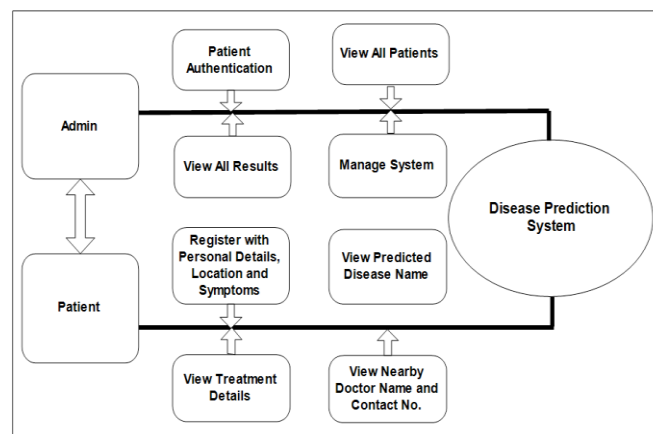 Patient
Authentication
View All Patients
Admin
View All Results
Manage System
Disease Prediction
System
Register with
Personal Details,
Location and
Symptoms
View Predicted
Disease Name
Patient
View Treatment
Details
View Nearby
Doctor Name and
Contact No.